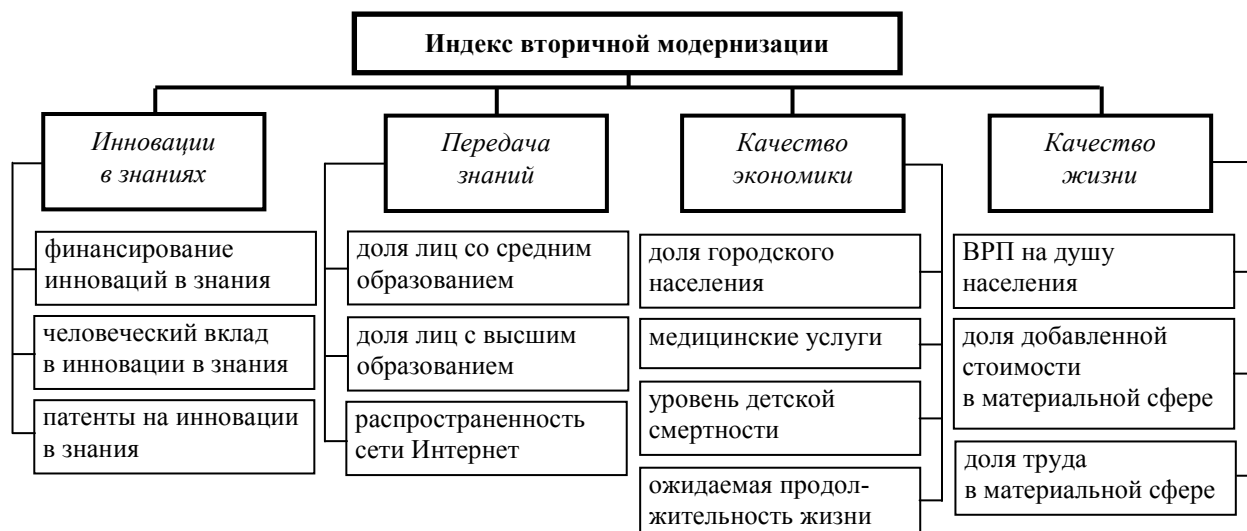 Индекс вторичной модернизации
Инновации
в знаниях
финансирование
инноваций в знания
человеческий вклад
в инновации в знания
патенты на инновации
в знания
Передача
знаний
доля лиц со средним
образованием
доля лиц с высшим
образованием
распространенность
сети Интернет
Качество
экономики
доля городского
населения
медицинские услуги
уровень детской
смертности
ожидаемая продол-
жительность жизни
Качество
жизни
ВРП на душу
населения
доля добавленной
стоимости
в материальной сфере
доля труда
в материальной сфере